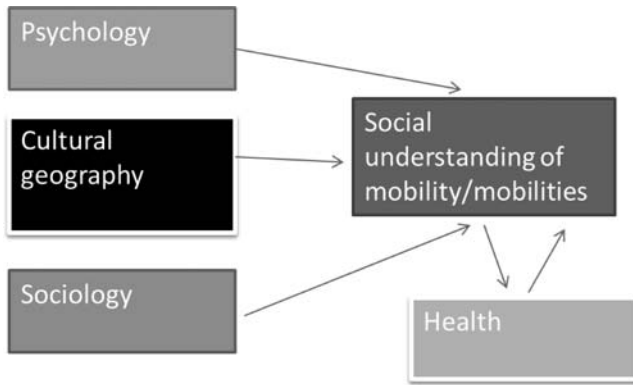 Psychology
Cultural
geography
Social
understanding of
mobility/mobilities
Sociology
Health